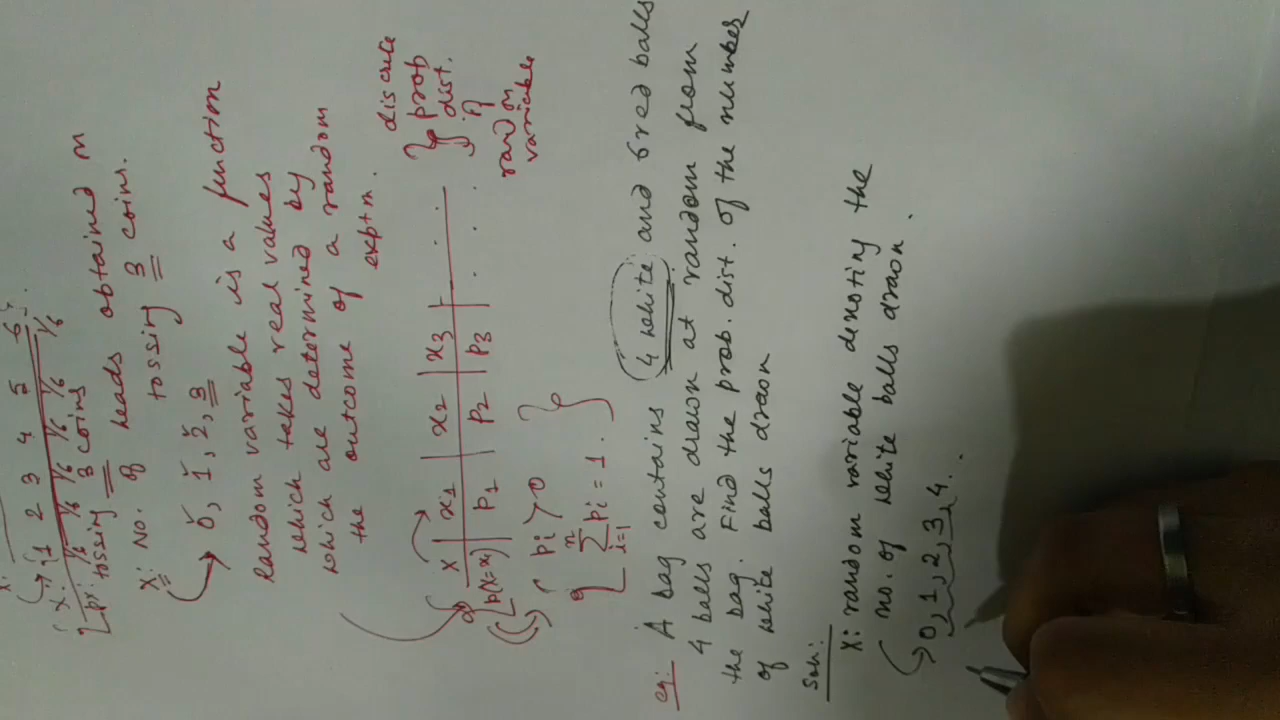 X:
{1 2 3 4 5 6}
X:
px: 1/6 1/6 1/6 1/6 1/6 1/6
tossing 3 coins
X: No. of heads obtained in
tossing 3 coins.
→ 0, 1, 2, 3
Random variable is a function
which takes real values
which are determined by
the outcome of a random
exptm.
X | x1 | x2 | x3 | . . .
p(X=xi) | p1 | p2 | p3 | . . .
} discrete
prob
dist.
of
random
variable
pi > 0
n
∑ pi = 1.
i=1
eg: A bag contains 4 white and 6 red balls
4 balls are drawn at random from
the bag. Find the prob. dist. of the number
of white balls drawn
Soln:
X: random variable denoting the
no. of white balls drawn.
→ 0, 1, 2, 3, 4.